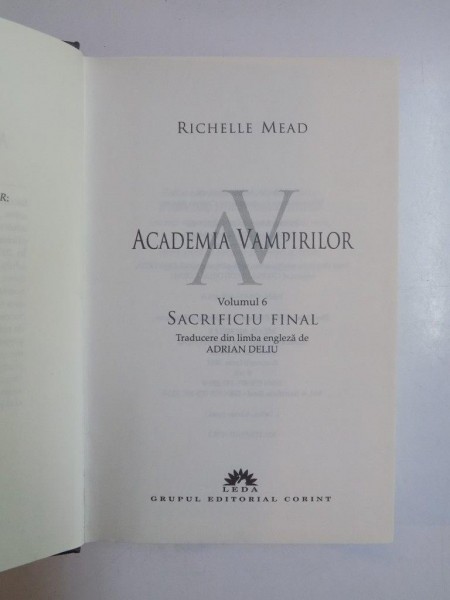 R:
RICHELLE MEAD
AV
ACADEMIA VAMPIRILOR
Volumul 6
SACRIFICIU FINAL
Traducere din limba engleză de
ADRIAN DELIU
LEDA
GRUPUL EDITORIAL CORINT